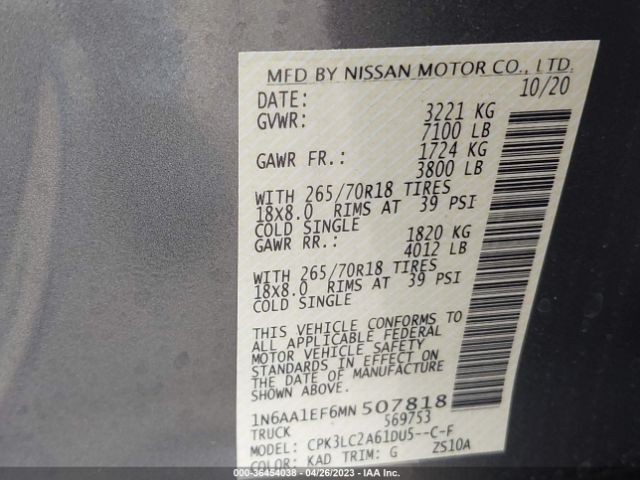 MFD BY NISSAN MOTOR CO., LTD.
DATE: 10/20
GVWR: 3221 KG
7100 LB
GAWR FR.: 1724 KG
3800 LB
WITH 265/70R18 TIRES
18X8.0 RIMS AT 39 PSI
COLD SINGLE
GAWR RR.: 1820 KG
4012 LB
WITH 265/70R18 TIRES
18X8.0 RIMS AT 39 PSI
COLD SINGLE
THIS VEHICLE CONFORMS TO
ALL APPLICABLE FEDERAL
MOTOR VEHICLE SAFETY
STANDARDS IN EFFECT ON
THE DATE OF MANUFACTURE
SHOWN ABOVE.
1N6AA1EF6MN507818
TRUCK 569753
MODEL: CPK3LC2A61DU5--C-F
COLOR: KAD TRIM: G ZS10A
000-36454038 - 04/26/2023 - IAAI.COM